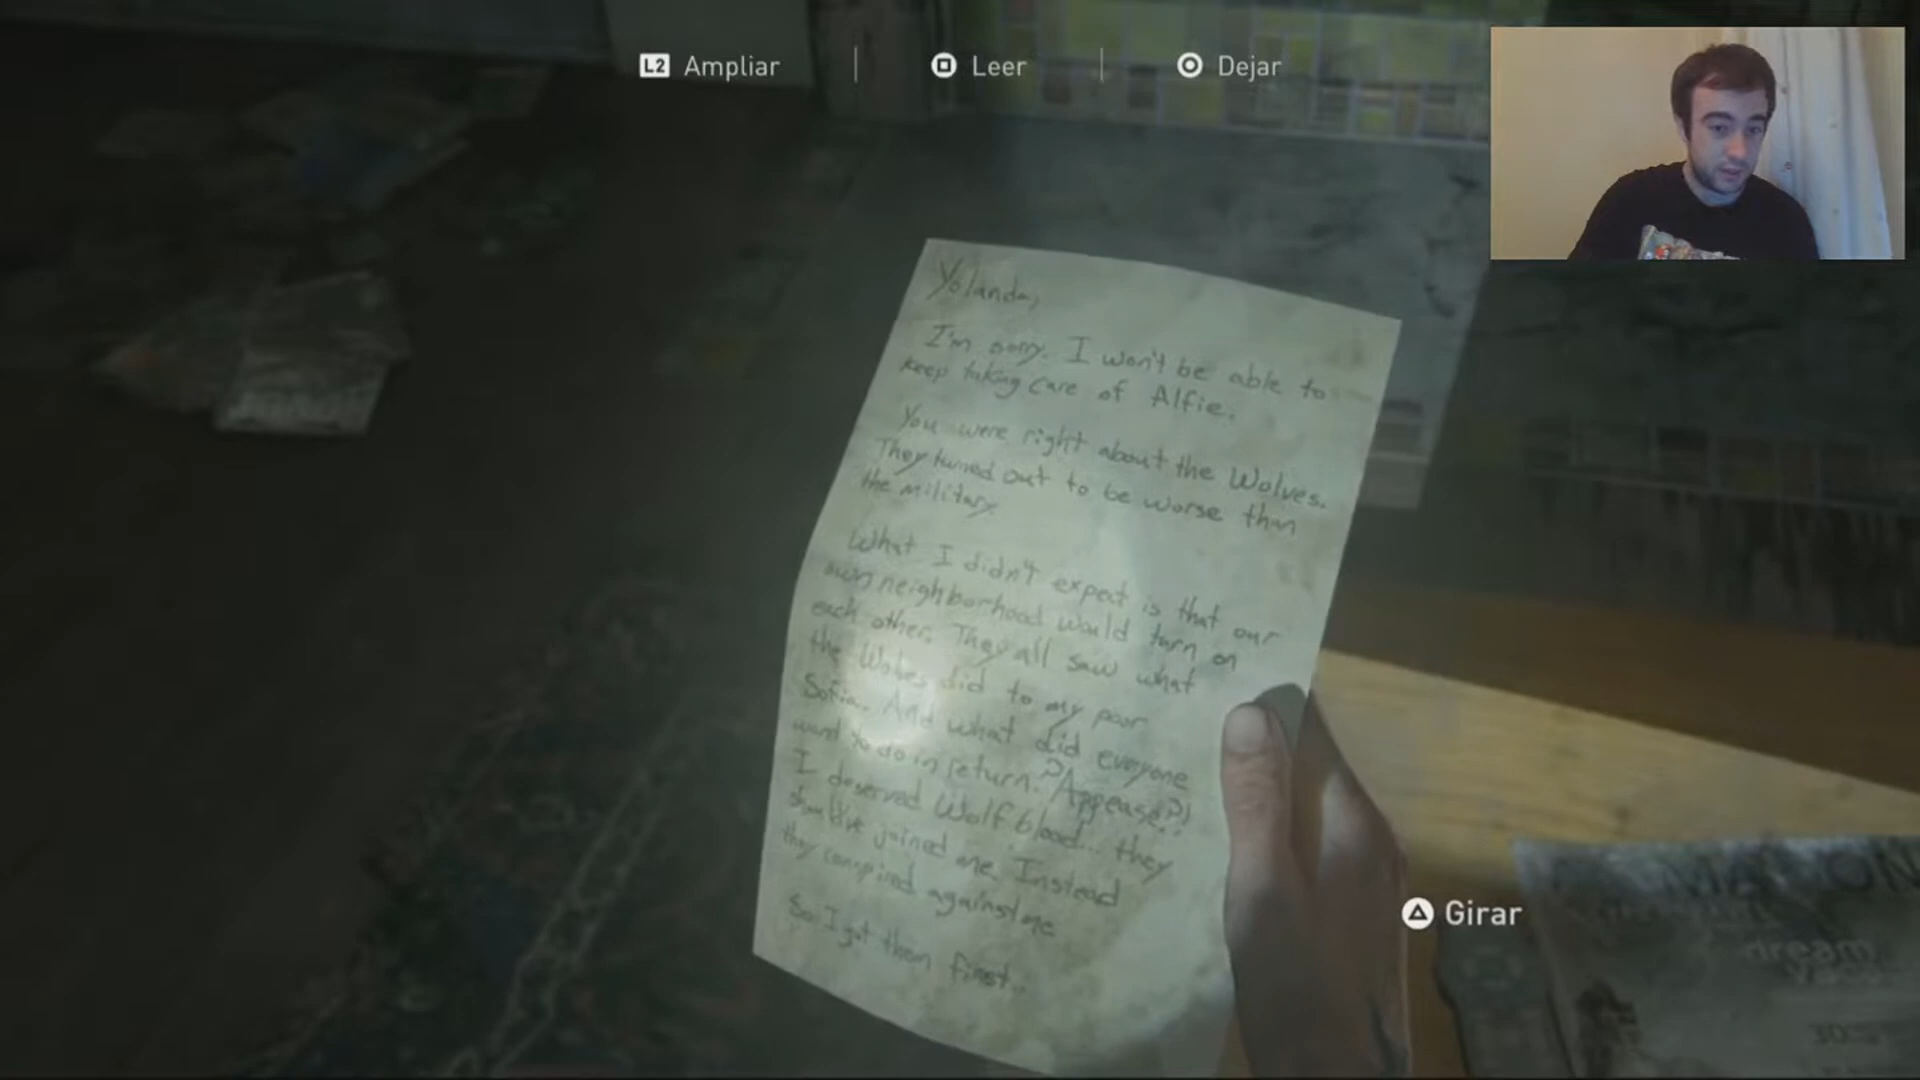 L2 Ampliar
Leer
Dejar
Yolanda,
I'm sorry. I won't be able to
keep taking care of Alfie.
You were right about the Wolves.
They turned out to be worse than
the military.
What I didn't expect is that our
own neighborhood would turn on
each other. They all saw what
the Wolves did to my poor
Sofia. And what did everyone
want to do in return? Appease?!
I deserved Wolf blood... they
should've joined me. Instead
they conspired against me
So I got them first..
Girar
dream